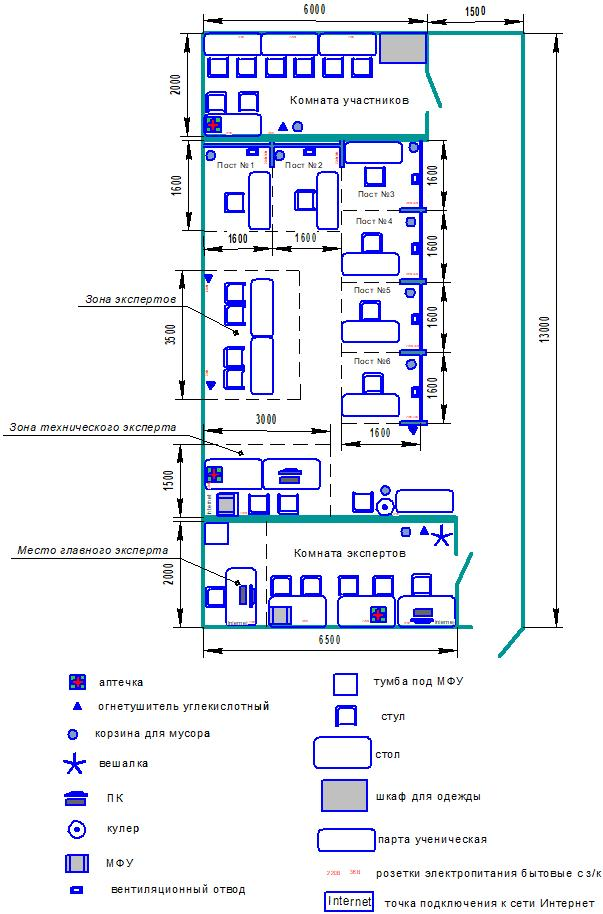 6000
1500
2000
Комната участников
Пост №1
Пост №2
Пост №3
1600
1600
Пост №4
1600
1600
1600
Зона экспертов
3500
Пост №5
1600
13000
Пост №6
1600
3000
1600
Зона технического эксперта
1500
Internet
Комната экспертов
Место главного эксперта
2000
Internet
Internet
6500
аптечка
огнетушитель углекислотный
корзина для мусора
вешалка
ПК
кулер
МФУ
вентиляционный отвод
тумба под МФУ
стул
стол
шкаф для одежды
парта ученическая
220В 3КВ розетки электропитания бытовые с з/к
Internet точка подключения к сети Интернет